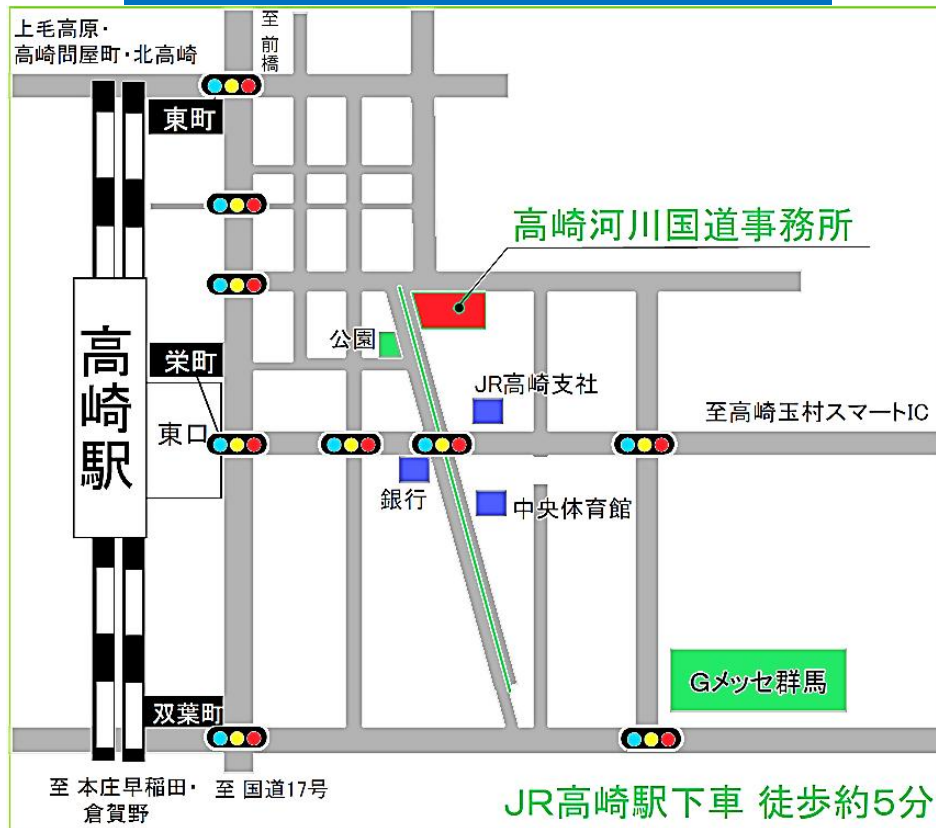 上毛高原・
高崎問屋町・北高崎
至 前橋
東町
高崎河川国道事務所
公園
高崎駅
栄町
JR高崎支社
至高崎玉村スマートIC
東口
銀行
中央体育館
Gメッセ群馬
双葉町
至 本庄早稲田・
倉賀野
至 国道17号
JR高崎駅下車 徒歩約5分